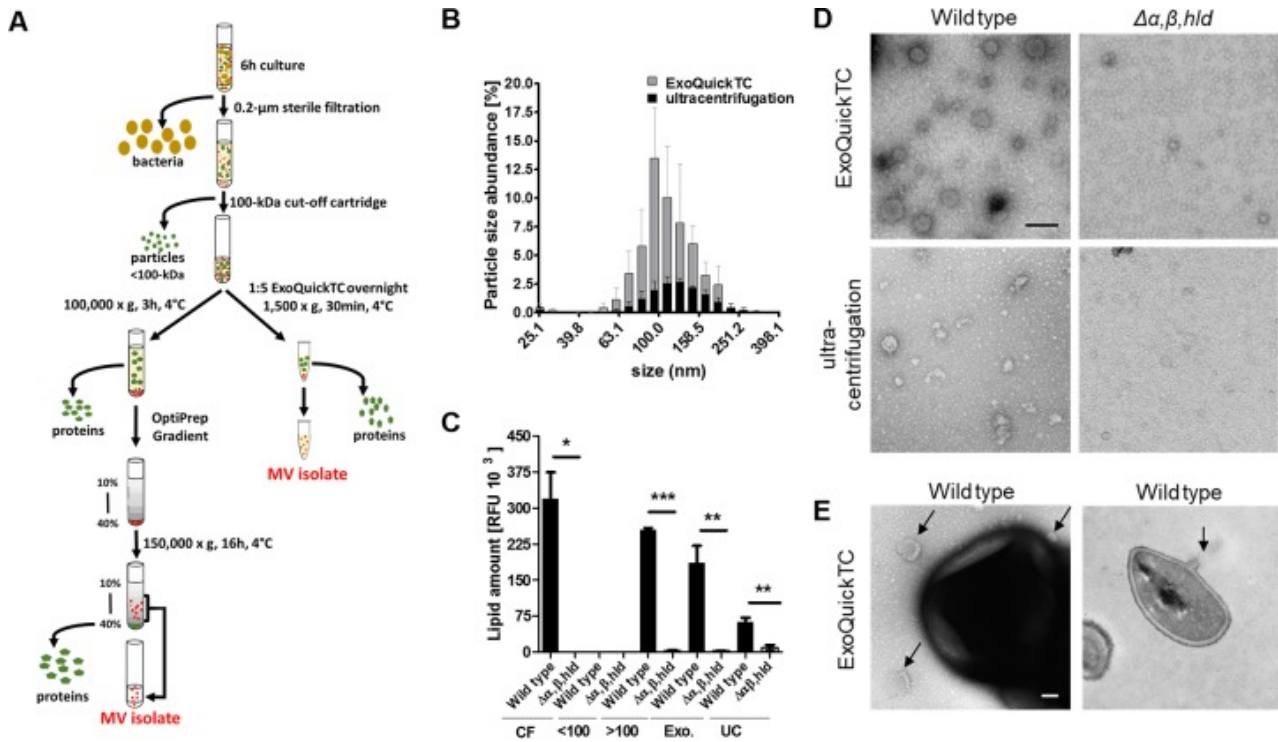 A
6h culture
0.2-µm sterile filtration
bacteria
100-kDa cut-off cartridge
particles
<100-kDa
1:5 ExoQuickTC overnight
100,000 x g, 3h, 4°C
1,500 x g, 30min, 4°C
proteins
OptiPrep
Gradient
proteins
MV isolate
10%
40%
150,000 x g, 16h, 4°C
10%
40%
proteins
MV isolate
B
Particle size abundance [%]
20.0
17.5
15.0
12.5
10.0
7.5
5.0
2.5
0.0
ExoQuickTC
ultracentrifugation
25.1
39.8
63.1
100.0
158.5
251.2
398.1
size (nm)
C
Lipid amount [RFU 10 3]
450
375
300
225
150
75
0
*
***
**
**
Wild type
Δα,β,hld
Wild type
Δα,β,hld
Wild type
Δα,β,hld
Wild type
Δα,β,hld
Wild type
Δαβ,hld
CF
<100
>100
Exo.
UC
D
Wild type
Δα,β,hld
ExoQuickTC
ultra-
centrifugation
E
Wild type
Wild type
ExoQuickTC